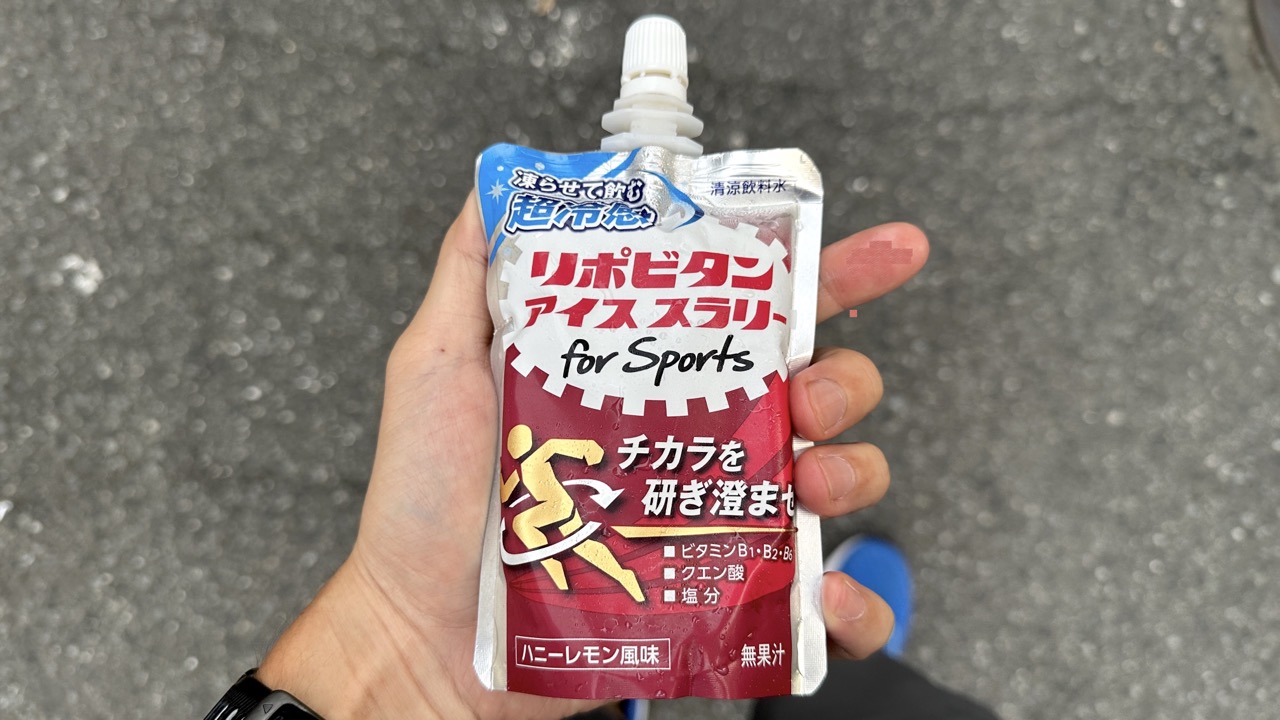 凍らせて飲む
超冷感
清涼飲料水
リポビタン
アイススラリー
for Sports
チカラを
研ぎ澄ませ
■ ビタミンB1・B2・B6
■ クエン酸
■ 塩分
ハニーレモン風味
無果汁